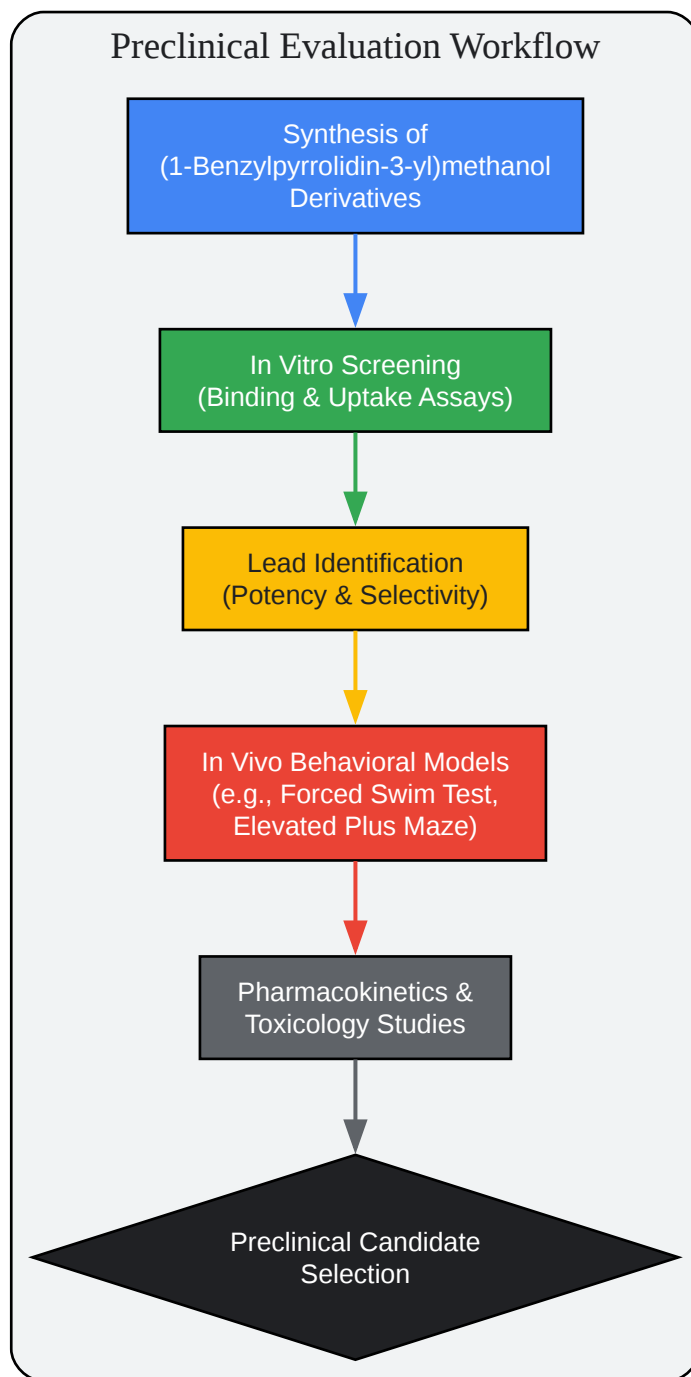 Preclinical Evaluation Workflow
Synthesis of
(1-Benzylpyrrolidin-3-yl)methanol
Derivatives
In Vitro Screening
(Binding & Uptake Assays)
Lead Identification
(Potency & Selectivity)
In Vivo Behavioral Models
(e.g., Forced Swim Test,
Elevated Plus Maze)
Pharmacokinetics &
Toxicology Studies
Preclinical Candidate
Selection